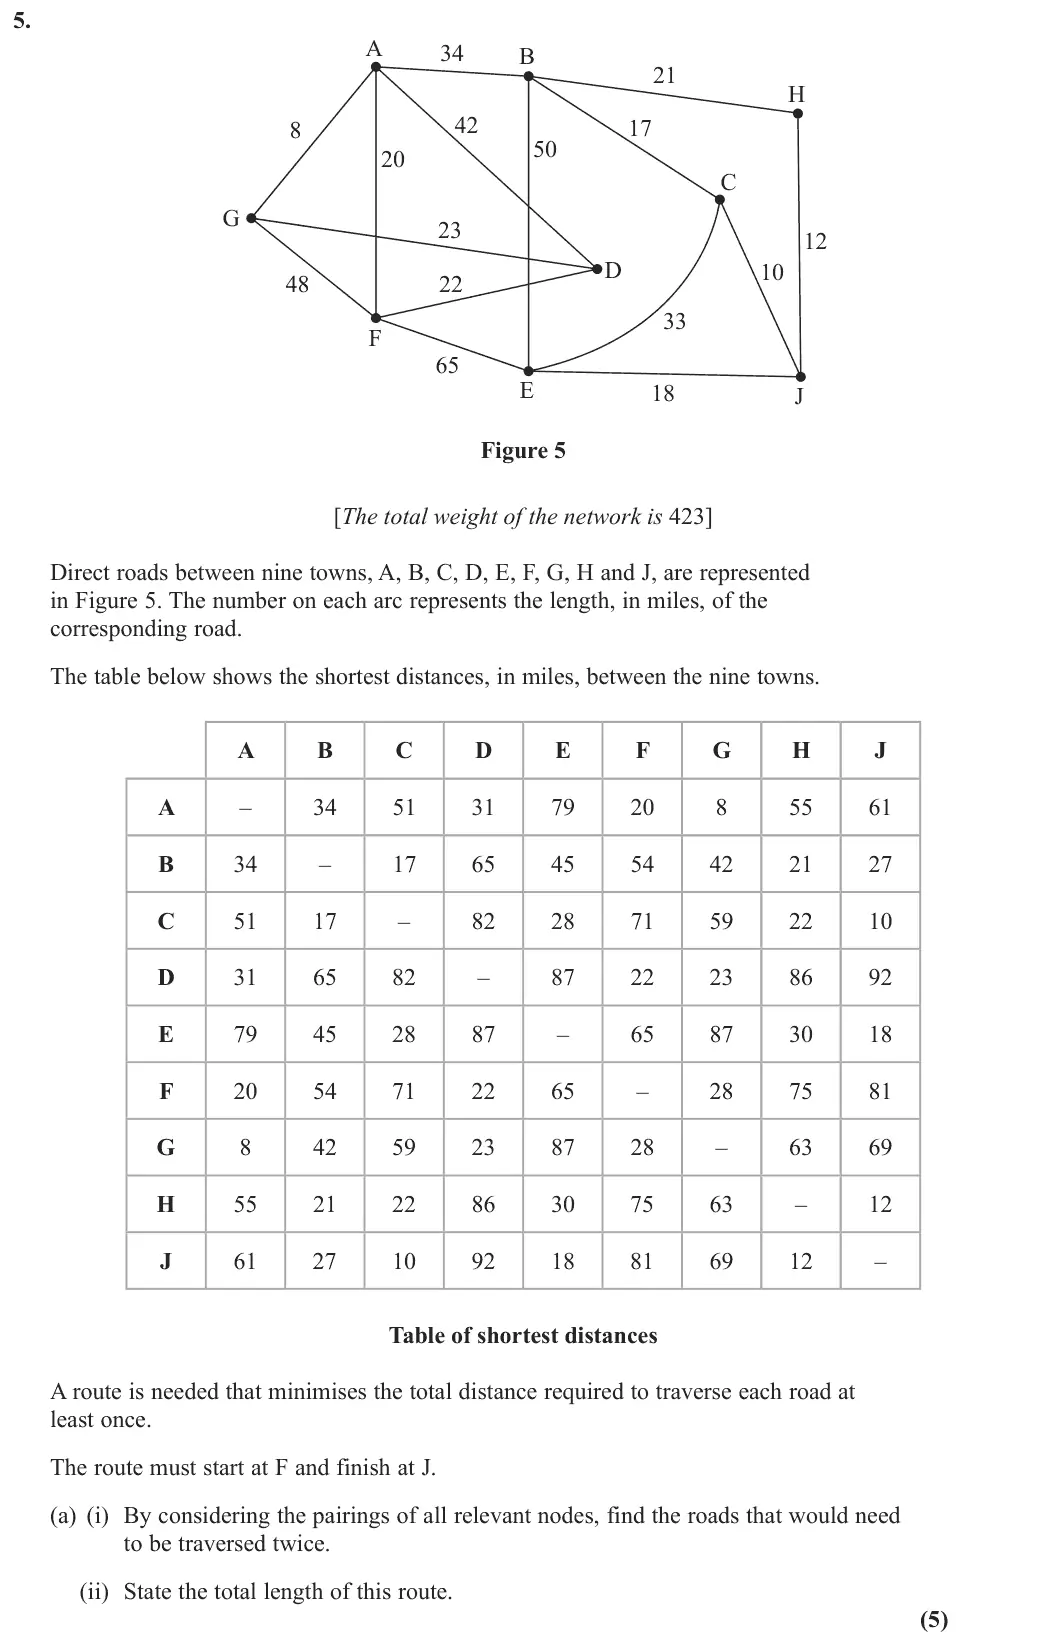 5.
A
34
B
21
H
8
42
17
20
50
C
G
23
12
D
10
48
22
33
F
65
E
18
J
Figure 5
[The total weight of the network is 423]
Direct roads between nine towns, A, B, C, D, E, F, G, H and J, are represented
in Figure 5. The number on each arc represents the length, in miles, of the
corresponding road.
The table below shows the shortest distances, in miles, between the nine towns.
A B C D E F G H J
A – 34 51 31 79 20 8 55 61
B 34 – 17 65 45 54 42 21 27
C 51 17 – 82 28 71 59 22 10
D 31 65 82 – 87 22 23 86 92
E 79 45 28 87 – 65 87 30 18
F 20 54 71 22 65 – 28 75 81
G 8 42 59 23 87 28 – 63 69
H 55 21 22 86 30 75 63 – 12
J 61 27 10 92 18 81 69 12 –
Table of shortest distances
A route is needed that minimises the total distance required to traverse each road at
least once.
The route must start at F and finish at J.
(a) (i) By considering the pairings of all relevant nodes, find the roads that would need
to be traversed twice.
(ii) State the total length of this route.
(5)